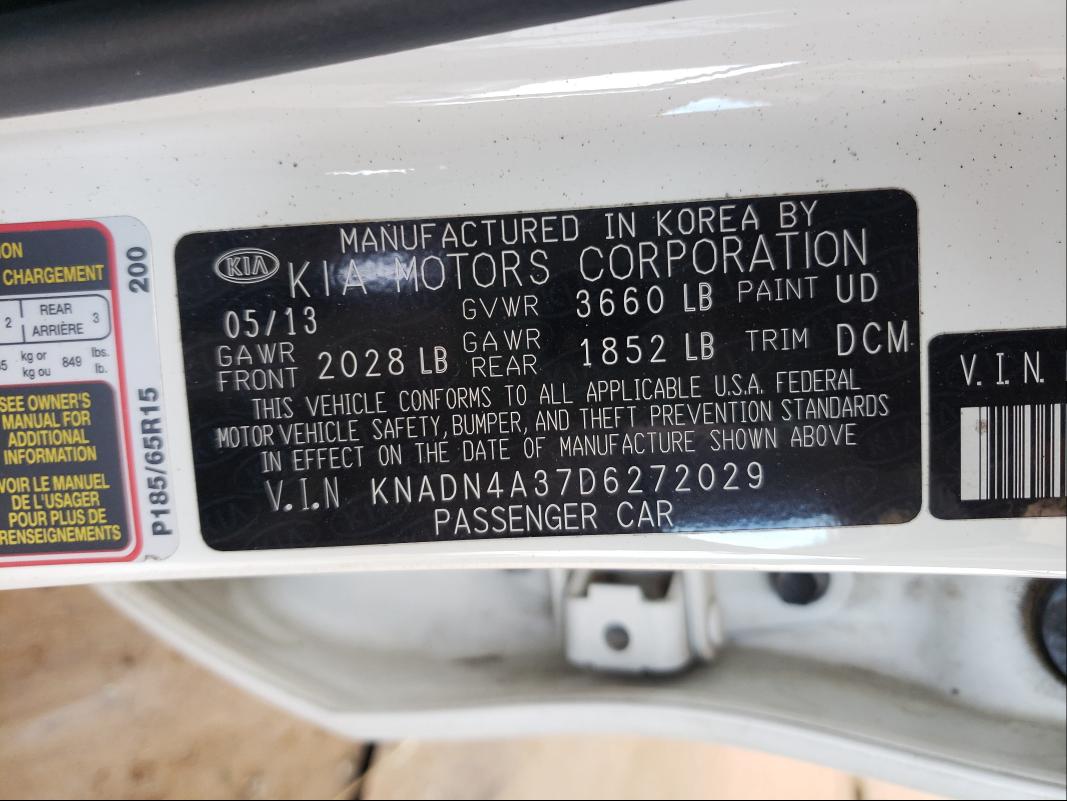 TION
CHARGEMENT
2 REAR 3
ARRIÈRE
kg or 849 lbs.
kg ou lb.
SEE OWNER'S
MANUAL FOR
ADDITIONAL
INFORMATION
VOIR LE MANUEL
DE L'USAGER
POUR PLUS DE
RENSEIGNEMENTS
P185/65R15 200
MANUFACTURED IN KOREA BY
KIA KIA MOTORS CORPORATION
05/13 GVWR 3660 LB PAINT UD
GAWR FRONT 2028 LB GAWR REAR 1852 LB TRIM DCM
THIS VEHICLE CONFORMS TO ALL APPLICABLE U.S.A. FEDERAL
MOTOR VEHICLE SAFETY, BUMPER, AND THEFT PREVENTION STANDARDS
IN EFFECT ON THE DATE OF MANUFACTURE SHOWN ABOVE
V.I.N KNADN4A37D6272029
PASSENGER CAR
V.I.N.